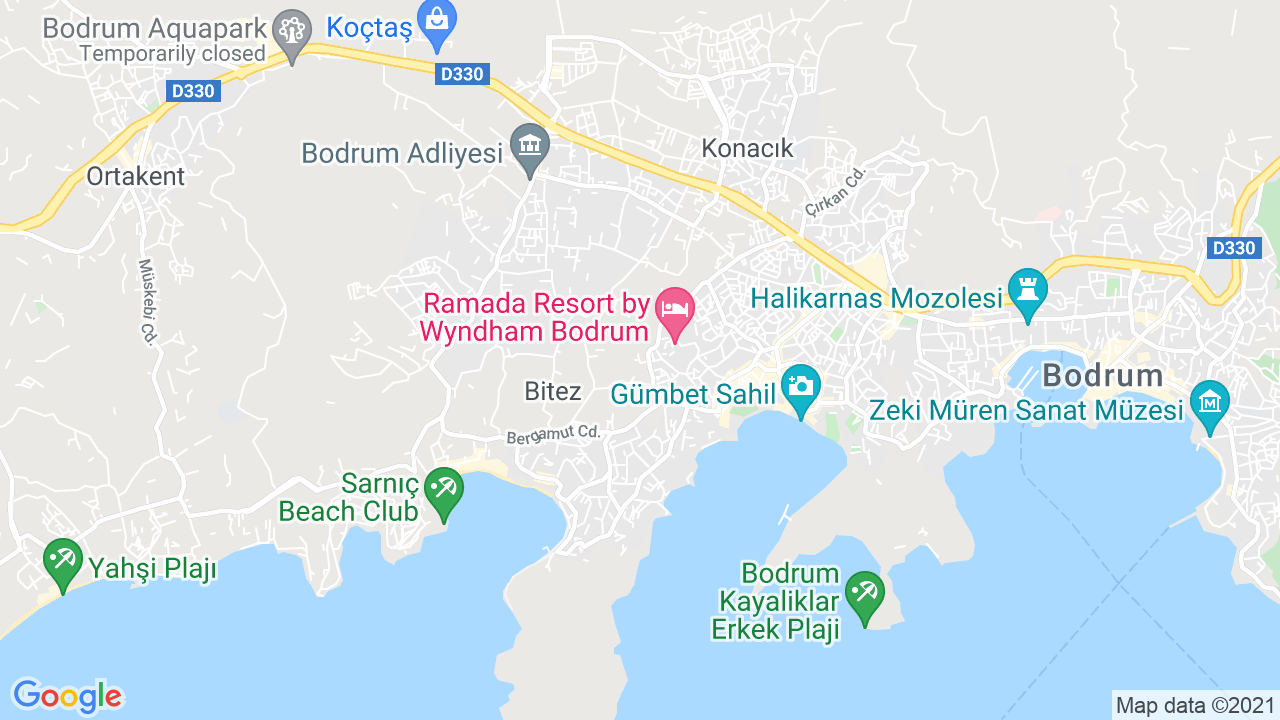 Bodrum Aquapark
Temporarily closed
Koçtaş
D330
D330
Bodrum Adliyesi
Konacık
Ortakent
Çırkan Cd.
D330
Müskebi Cd.
Ramada Resort by
Wyndham Bodrum
Halikarnas Mozolesi
Bitez
Gümbet Sahil
Bodrum
Zeki Müren Sanat Müzesi
Bergamut Cd.
Sarnıç
Beach Club
Yahşi Plajı
Bodrum
Kayaliklar
Erkek Plaji
Google
Map data ©2021